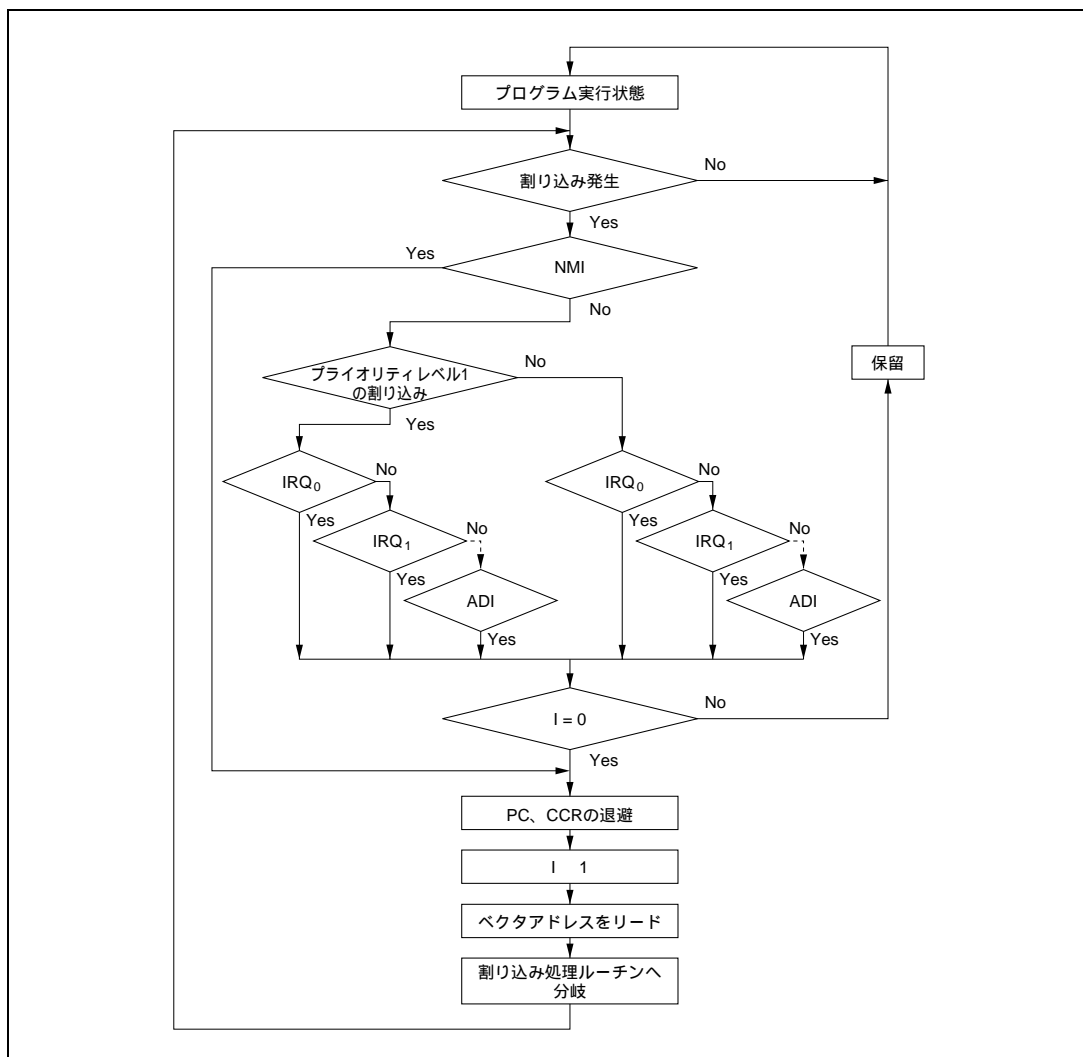 プログラム実行状態
割り込み発生
No
Yes
NMI
Yes
No
プライオリティレベル1
の割り込み
No
Yes
保留
IRQ0
No
Yes
IRQ1
No
Yes
ADI
Yes
IRQ0
No
Yes
IRQ1
No
Yes
ADI
Yes
I = 0
No
Yes
PC、CCRの退避
I 1
ベクタアドレスをリード
割り込み処理ルーチンへ
分岐